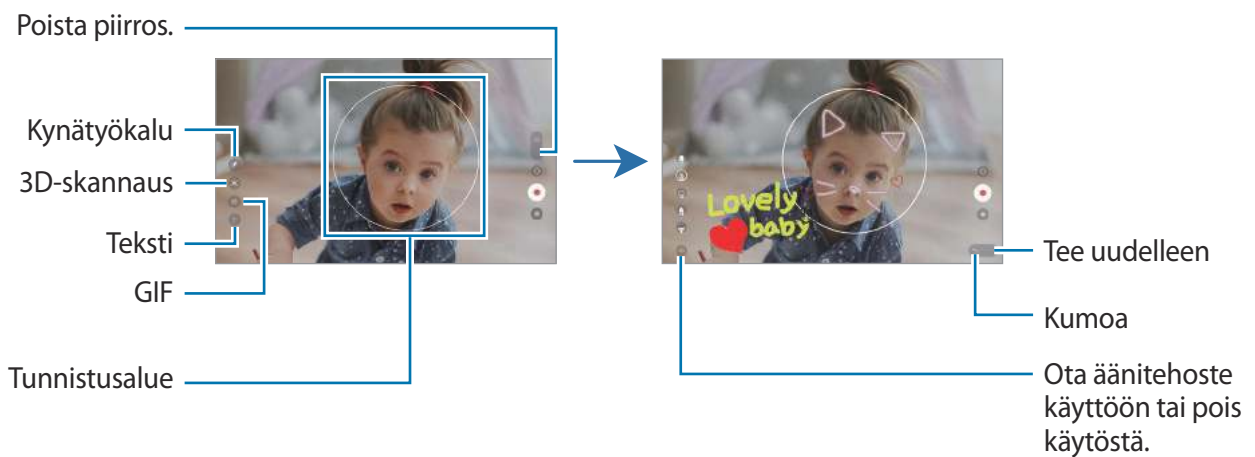 Poista piirros.
Kynätyökalu
3D-skannaus
Teksti
GIF
Tunnistusalue
Lovely
baby
Tee uudelleen
Kumoa
Ota äänitehoste
käyttöön tai pois
käytöstä.